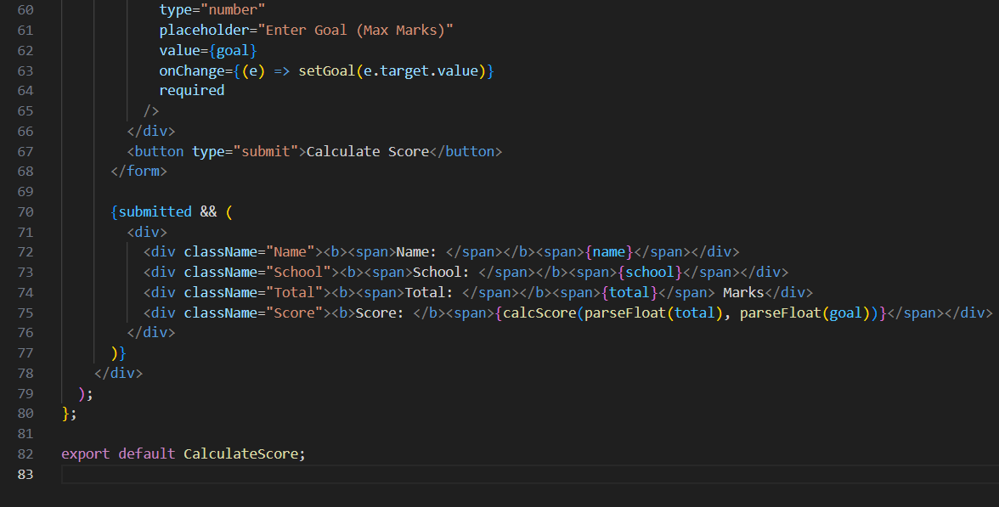 60 type="number"
61 placeholder="Enter Goal (Max Marks)"
62 value={goal}
63 onChange={(e) => setGoal(e.target.value)}
64 required
65 />
66 </div>
67 <button type="submit">Calculate Score</button>
68 </form>
69
70 {submitted && (
71 <div>
72 <div className="Name"><b><span>Name: </span></b><span>{name}</span></div>
73 <div className="School"><b><span>School: </span></b><span>{school}</span></div>
74 <div className="Total"><b><span>Total: </span></b><span>{total}</span> Marks</div>
75 <div className="Score"><b>Score: </b><span>{calcScore(parseFloat(total), parseFloat(goal))}</span></div>
76 </div>
77 )}
78 </div>
79 );
80 };
81
82 export default CalculateScore;
83